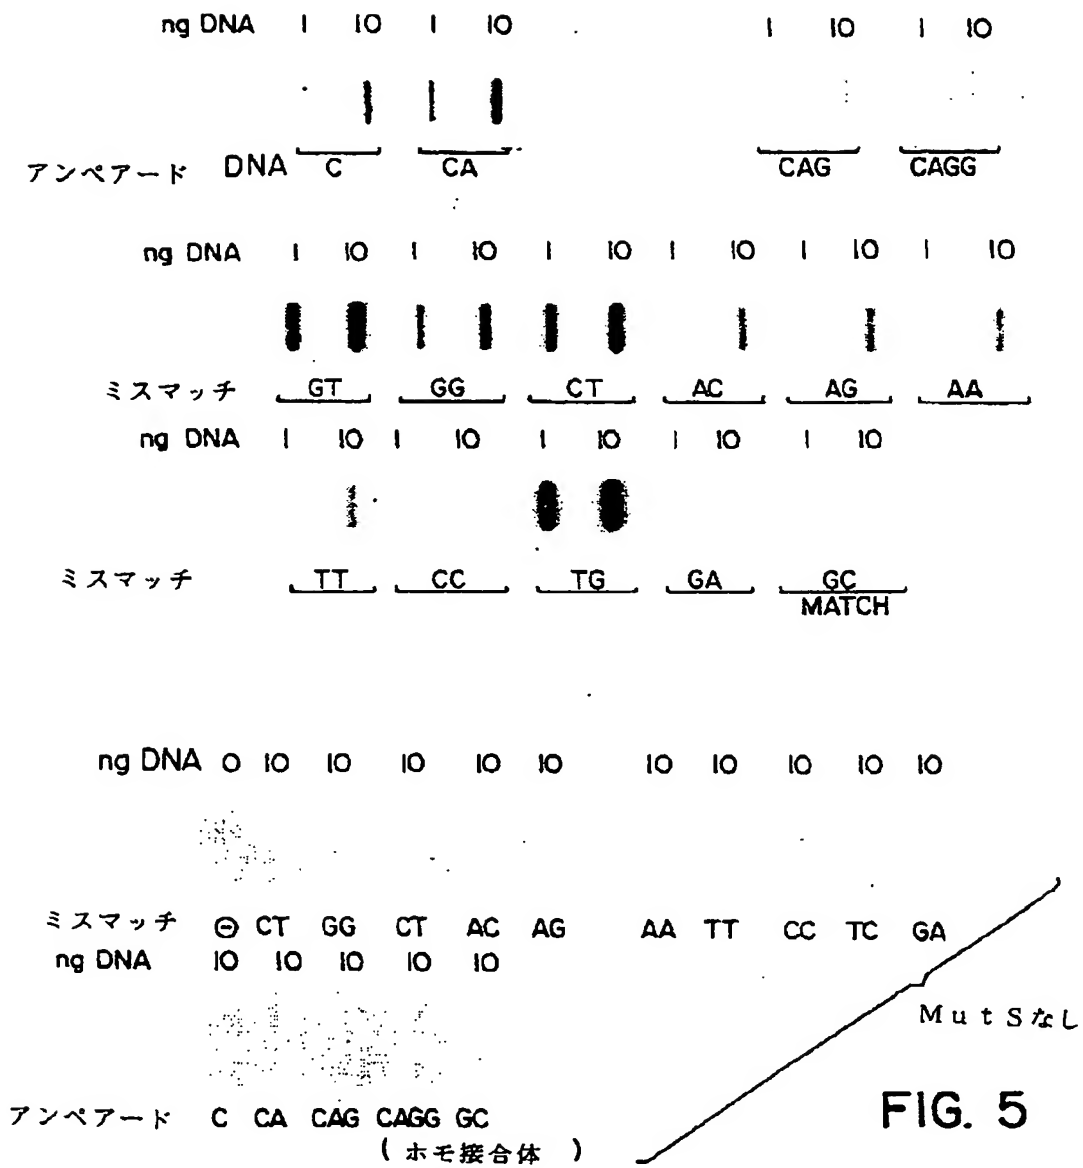 ng DNA 1 10 1 10 1 10 1 10
アンペアード DNA C CA CAG CAGG
ng DNA 1 10 1 10 1 10 1 10 1 10 1 10
ミスマッチ GT GG CT AC AG AA
ng DNA 1 10 1 10 1 10 1 10 1 10
ミスマッチ TT CC TG GA GC
MATCH
ng DNA 0 10 10 10 10 10 10 10 10 10 10
ミスマッチ ⊖ CT GG CT AC AG AA TT CC TC GA
ng DNA 10 10 10 10 10
MutSなし
アンペアード C CA CAG CAGG GC
(ホモ接合体)
FIG. 5